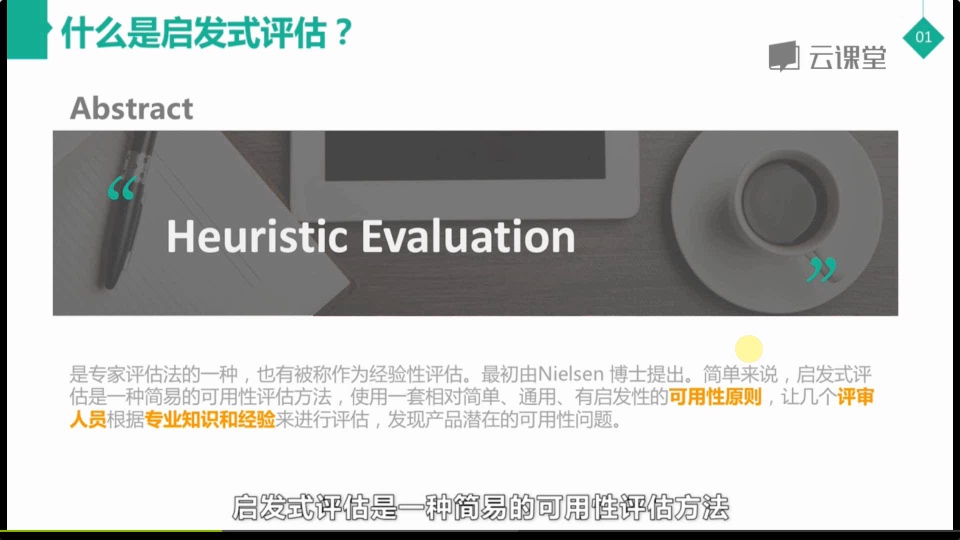 什么是启发式评估？
01
云课堂
Abstract
“
Heuristic Evaluation
”
是专家评估法的一种，也有被称作为经验性评估。最初由Nielsen 博士提出。简单来说，启发式评
估是一种简易的可用性评估方法，使用一套相对简单、通用、有启发性的可用性原则，让几个评审
人员根据专业知识和经验来进行评估，发现产品潜在的可用性问题。
启发式评估是一种简易的可用性评估方法